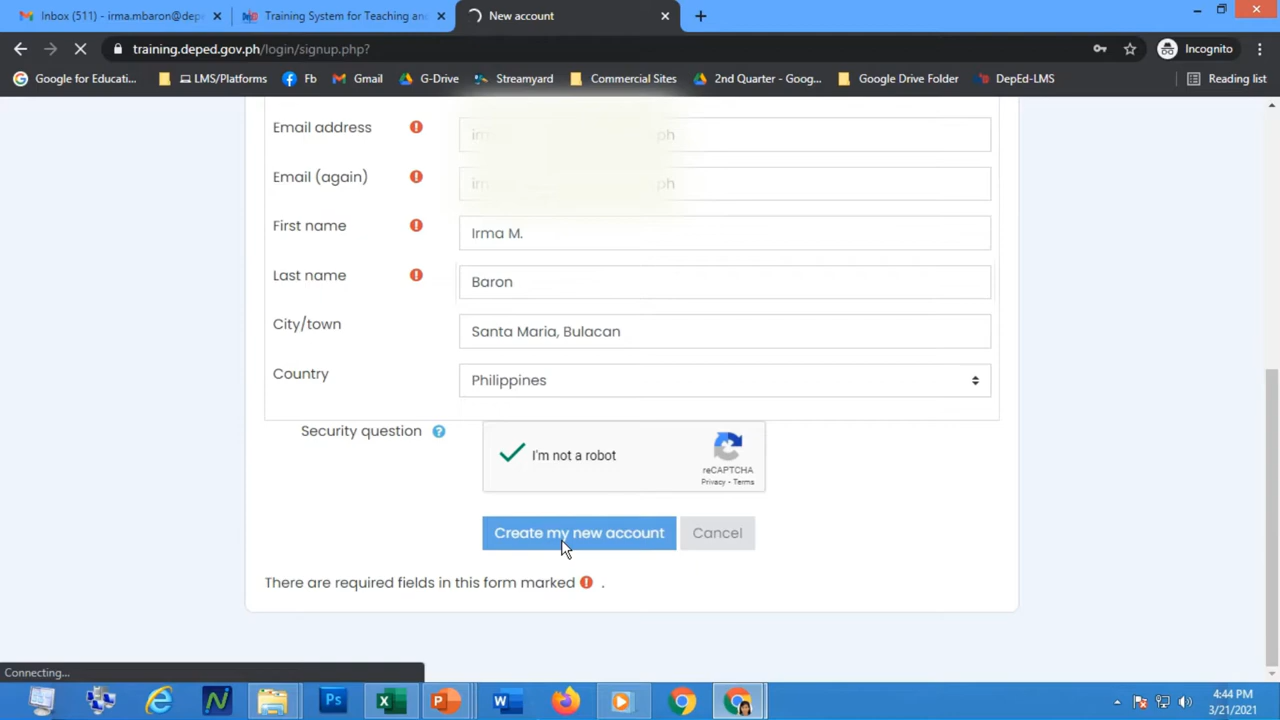 Inbox (511) - irma.mbaron@dep
Training System for Teaching and
New account
training.deped.gov.ph/login/signup.php?
Incognito
Google for Educati...
LMS/Platforms
Fb
Gmail
G-Drive
Streamyard
Commercial Sites
2nd Quarter - Goog...
Google Drive Folder
DepEd-LMS
Reading list
Email address
ph
Email (again)
ph
First name
Irma M.
Last name
Baron
City/town
Santa Maria, Bulacan
Country
Philippines
Security question
I'm not a robot
reCAPTCHA
Privacy - Terms
Create my new account
Cancel
There are required fields in this form marked .
Connecting...
4:44 PM
3/21/2021